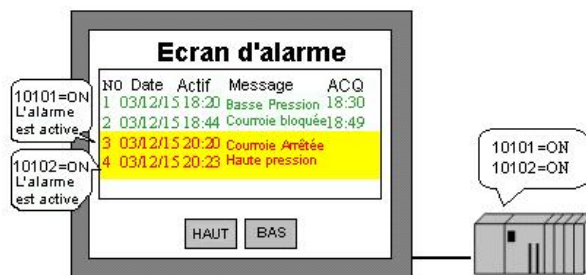 Ecran d'alarme
NO Date Actif Message ACQ
1 03/12/15 18:20 Basse Pression 18:30
2 03/12/15 18:44 Courroie bloquée 18:49
3 03/12/15 20:20 Courroie Arrêtée
4 03/12/15 20:23 Haute pression
HAUT BAS
10101=ON
L'alarme
est active
10102=ON
L'alarme
est active
10101=ON
10102=ON